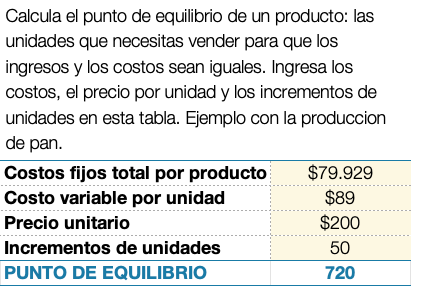 Calcula el punto de equilibrio de un producto: las
unidades que necesitas vender para que los
ingresos y los costos sean iguales. Ingresa los
costos, el precio por unidad y los incrementos de
unidades en esta tabla. Ejemplo con la produccion
de pan.
Costos fijos total por producto $79.929
Costo variable por unidad $89
Precio unitario $200
Incrementos de unidades 50
PUNTO DE EQUILIBRIO 720